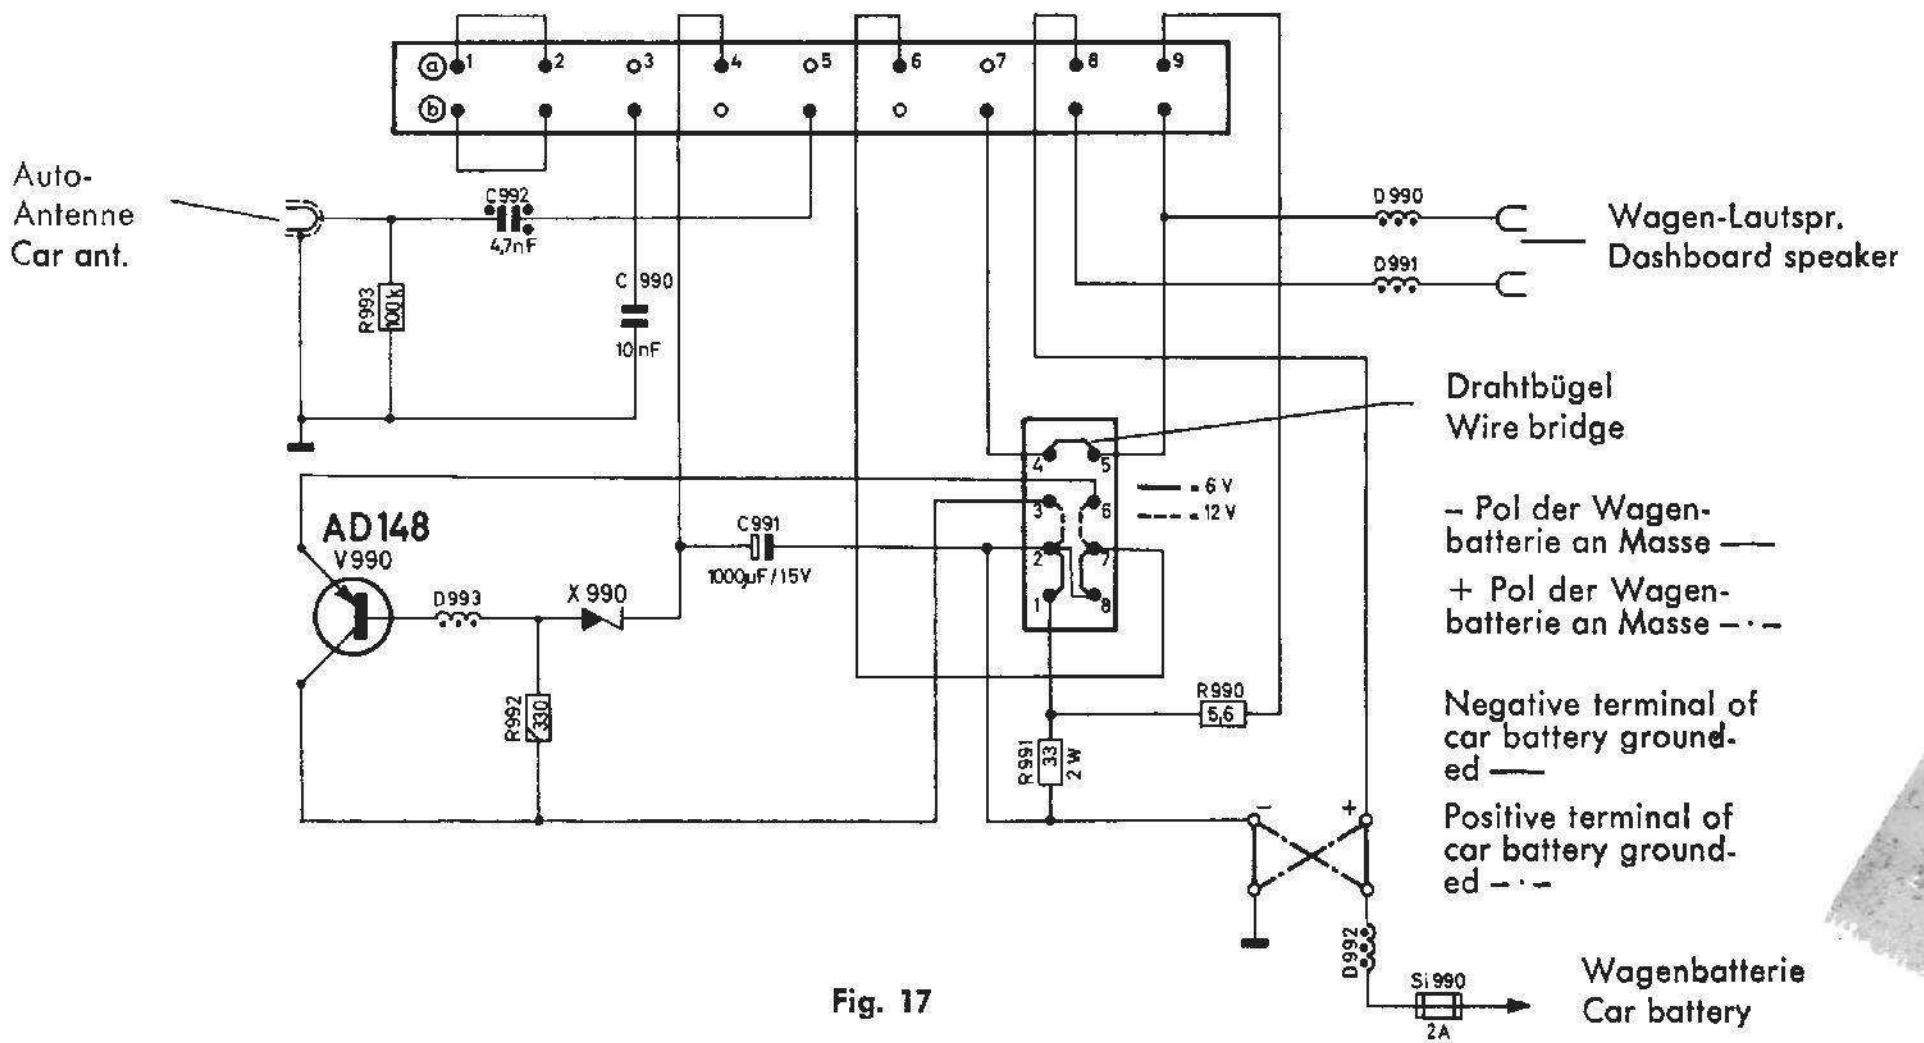 ⓐ 1 2 3 4 5 6 7 8 9
ⓑ
Auto-
Antenne
Car ant.
C992
4,7nF
R993
100k
C 990
10nF
D990
D991
Wagen-Lautspr.
Dashboard speaker
Drahtbügel
Wire bridge
4 5
3 6
2 7
1 8
— = 6 V
--- = 12 V
AD148
V990
D993
X 990
C991
1000µF/15V
R992
330
R990
5,6
R991
33
2 W
– Pol der Wagen-
batterie an Masse ——
+ Pol der Wagen-
batterie an Masse —·—
Negative terminal of
car battery ground-
ed ——
Positive terminal of
car battery ground-
ed —·—
– +
D992
Si990
2A
Wagenbatterie
Car battery
Fig. 17